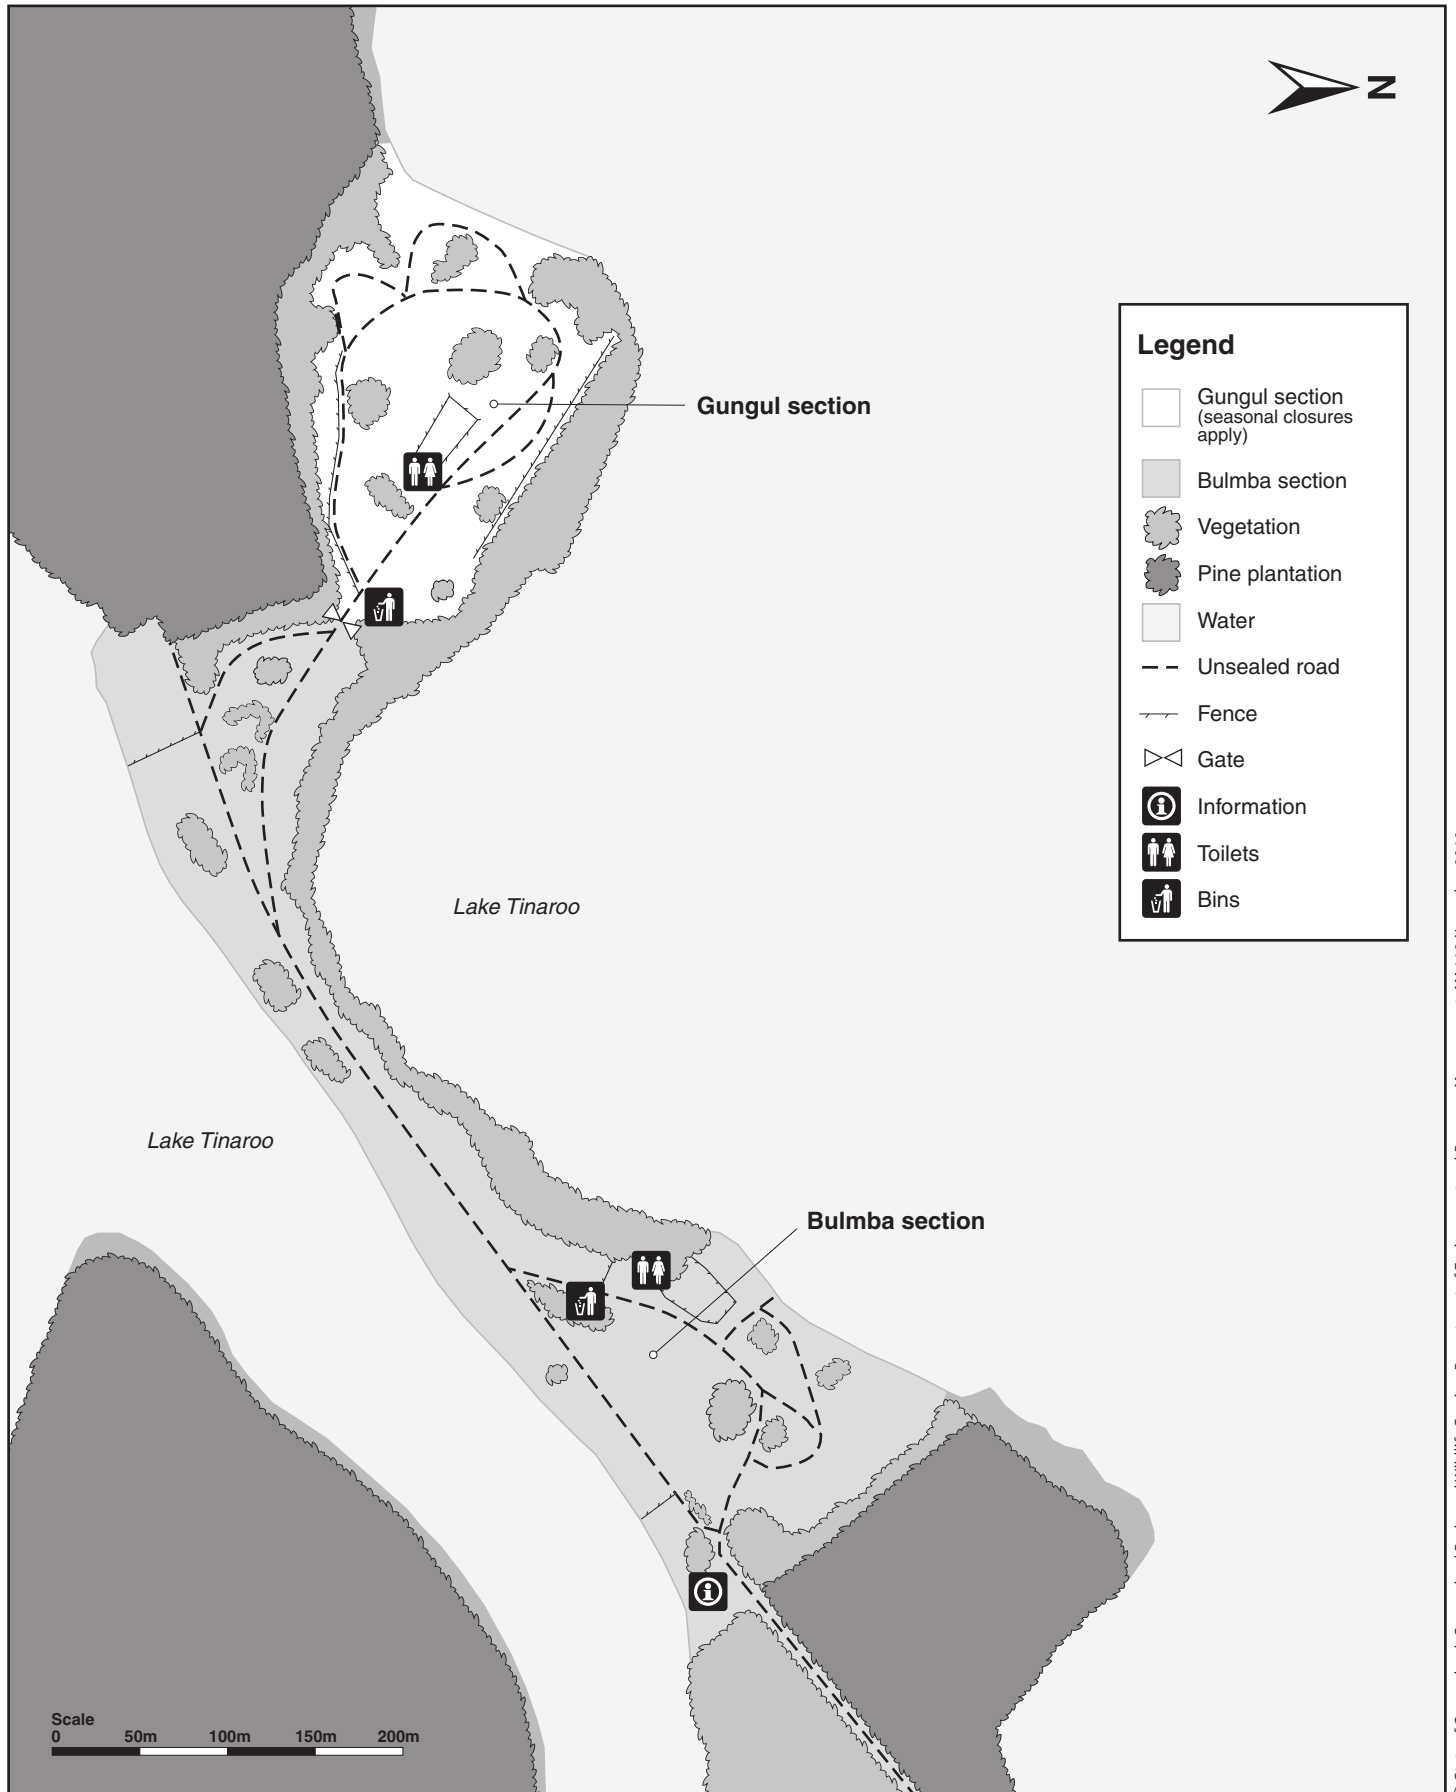 N
Gungul section
Legend
Gungul section
(seasonal closures
apply)
Bulmba section
Vegetation
Pine plantation
Water
Unsealed road
Fence
Gate
Information
Toilets
Bins
Lake Tinaroo
Lake Tinaroo
Bulmba section
Scale
0 50m 100m 150m 200m